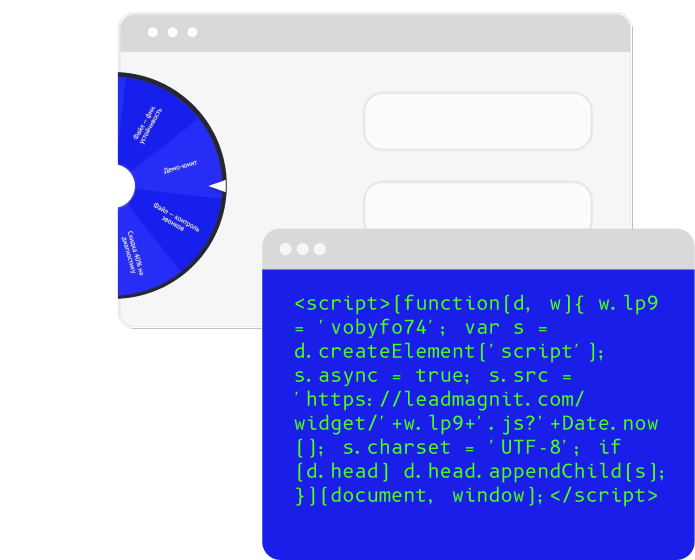 Файл — фин.
устойчивость
Демо-юнит
Файл — контроль
звонков
Скидка 40% на
диагностику
<script>[function[d, w]{ w.lp9
= 'vobyfo74'; var s =
d.createElement['script'];
s.async = true; s.src =
'https://leadmagnit.com/
widget/'+w.lp9+'.js?'+Date.now
[]; s.charset = 'UTF-8'; if
[d.head] d.head.appendChild[s];
}][document, window];</script>